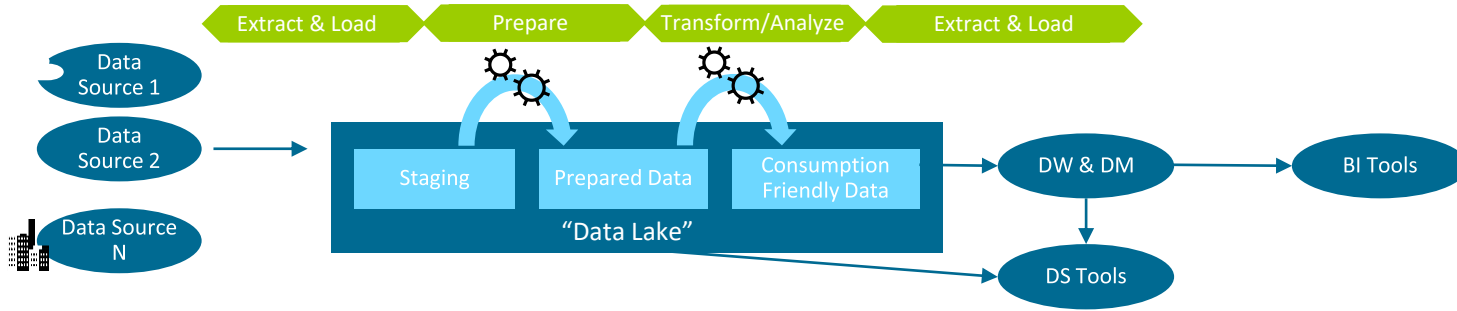 Extract & Load
Prepare
Transform/Analyze
Extract & Load
Data
Source 1
Data
Source 2
Data Source
N
Staging
Prepared Data
Consumption
Friendly Data
“Data Lake”
DW & DM
BI Tools
DS Tools